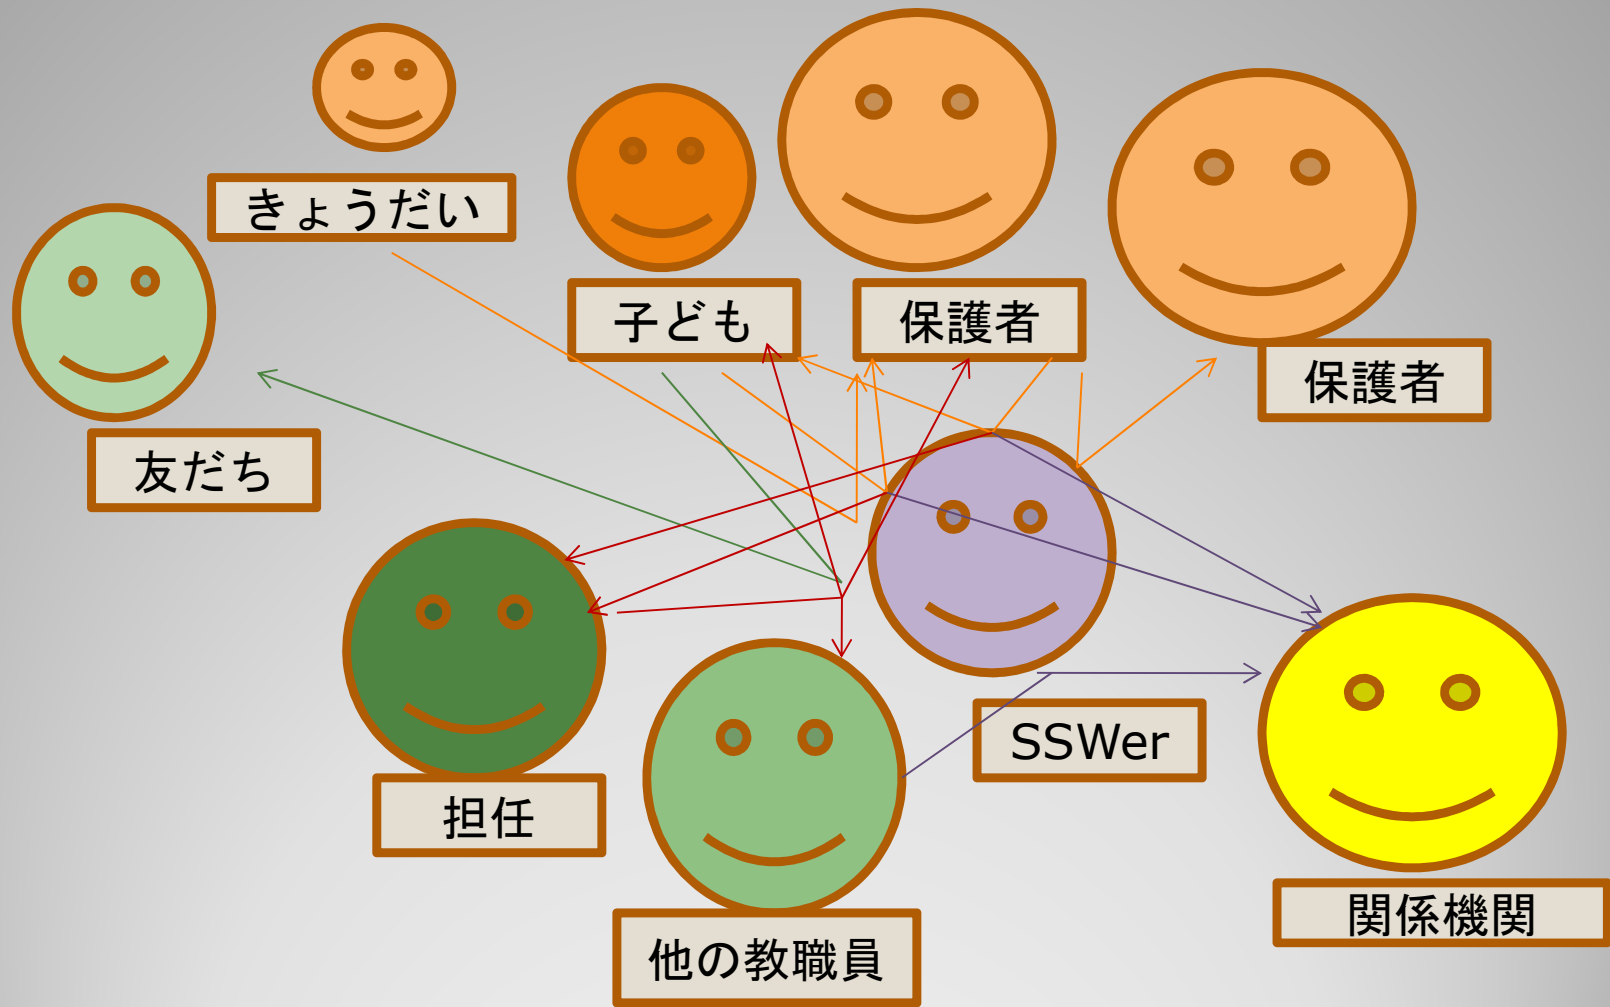 きょうだい
子ども
保護者
保護者
友だち
SSWer
担任
関係機関
他の教職員